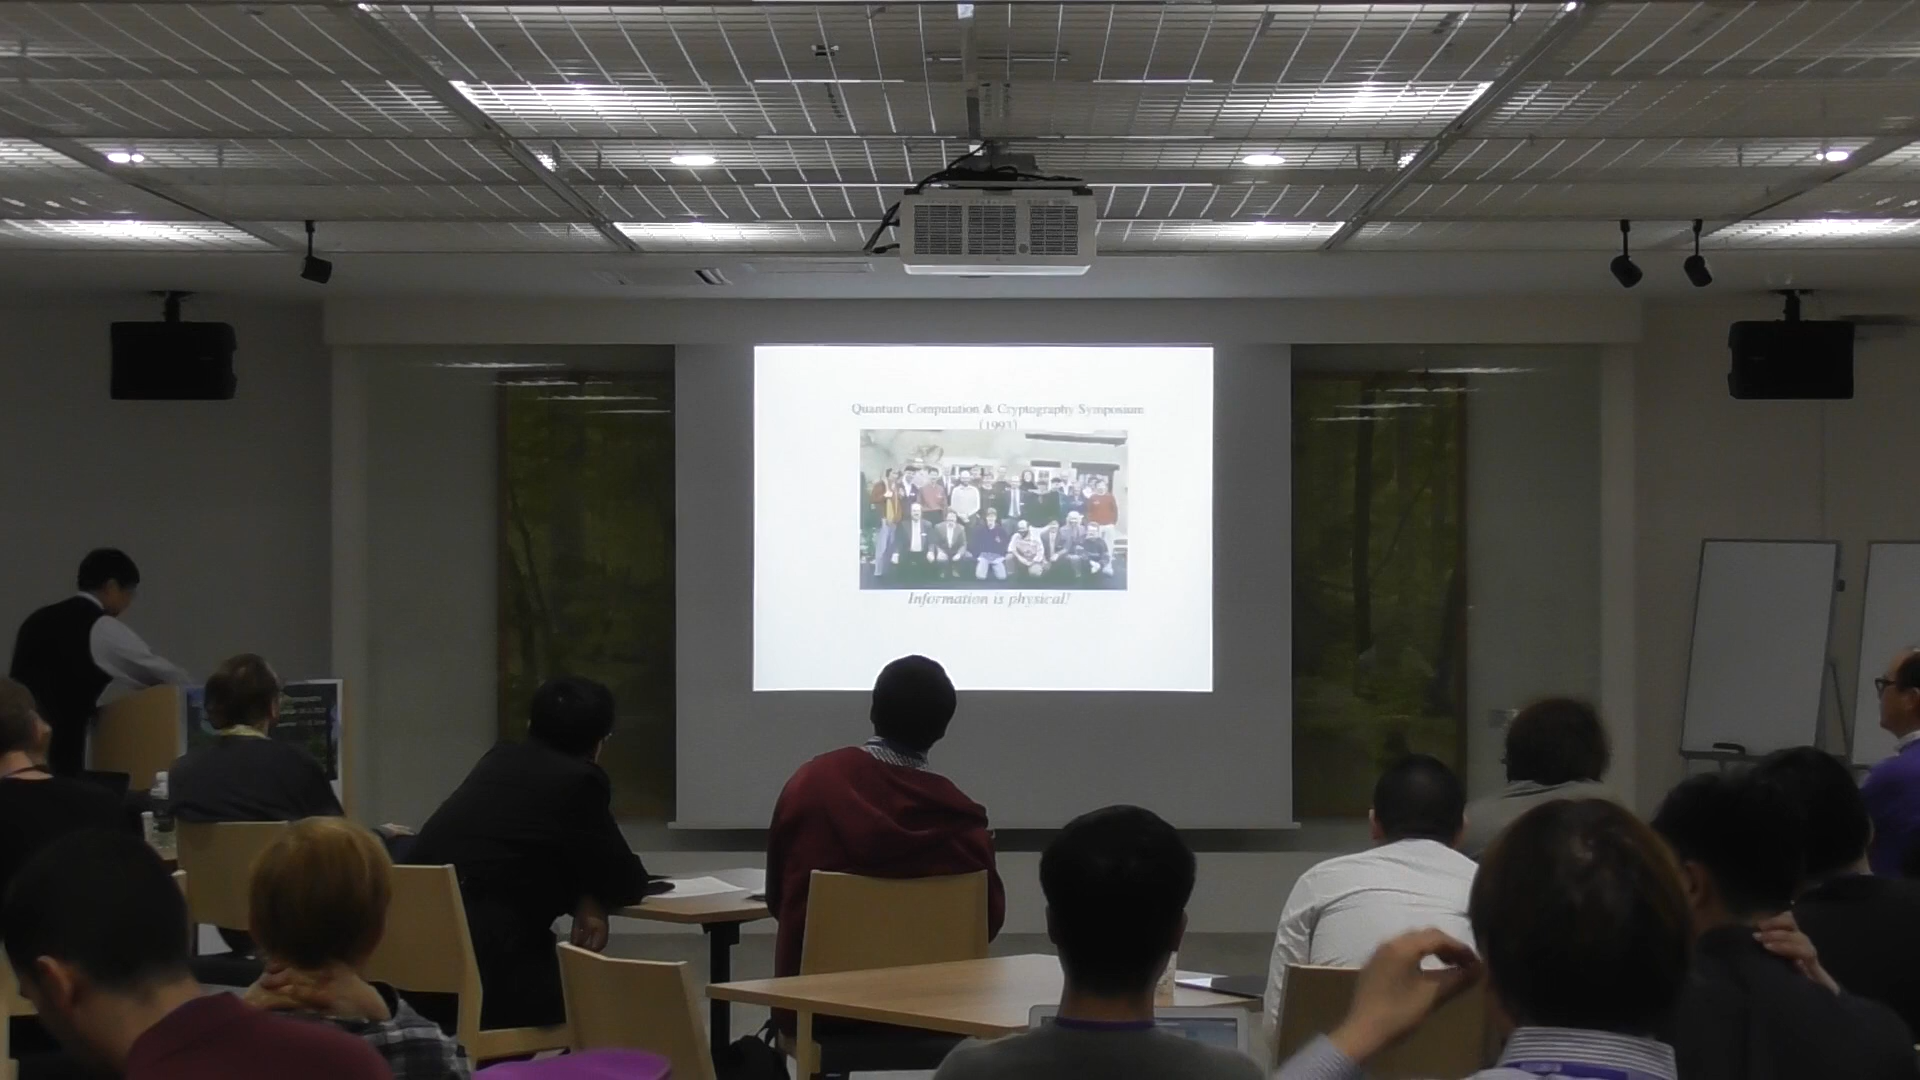 Quantum Computation & Cryptography Symposium
(1993)
Information is physical!